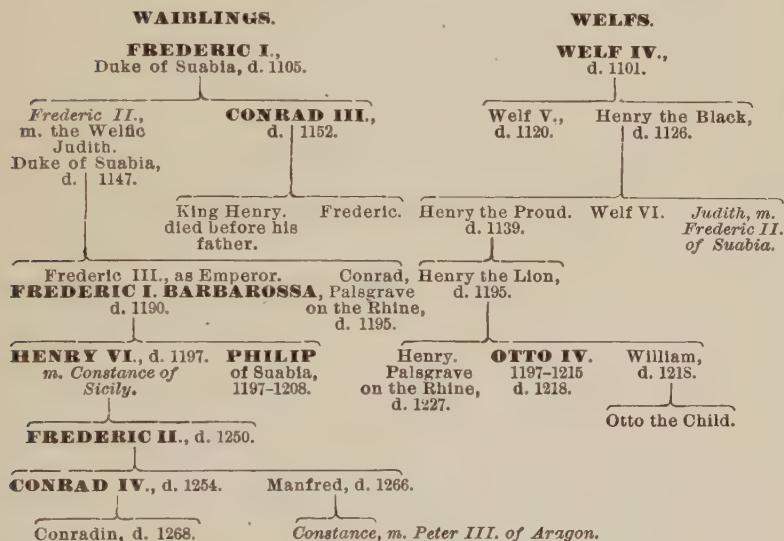 WAIBLINGS. WELFS.
FREDERIC I., WELF IV.,
Duke of Suabia, d. 1105. d. 1101.
Frederic II., CONRAD III., Welf V., Henry the Black,
m. the Welfic d. 1152. d. 1120. d. 1126.
Judith.
Duke of Suabia,
d. 1147.
King Henry. Frederic. Henry the Proud. Welf VI. Judith, m.
died before his d. 1139. Frederic II.
father. of Suabia.
Frederic III., as Emperor. Conrad, Henry the Lion,
FREDERIC I. BARBAROSSA, Palsgrave d. 1195.
d. 1190. on the Rhine,
d. 1195.
HENRY VI., d. 1197. PHILIP Henry. OTTO IV. William,
m. Constance of of Suabia, Palsgrave 1197-1215 d. 1218.
Sicily. 1197-1208. on the Rhine, d. 1218.
d. 1227.
Otto the Child.
FREDERIC II., d. 1250.
CONRAD IV., d. 1254. Manfred, d. 1266.
Conradin, d. 1268. Constance, m. Peter III. of Aragon.